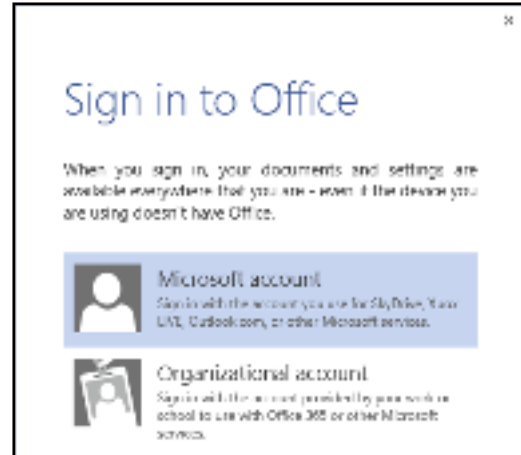 Sign in to Office
When you sign in, your documents and settings are
available everywhere that you are - even if the device you
are using doesn't have Office.
Microsoft account
Sign in with the account you use for SkyDrive, Xbox
LIVE, Outlook.com, or other Microsoft services.
Organizational account
Sign in with the account provided by your work or
school to use with Office 365 or other Microsoft
services.